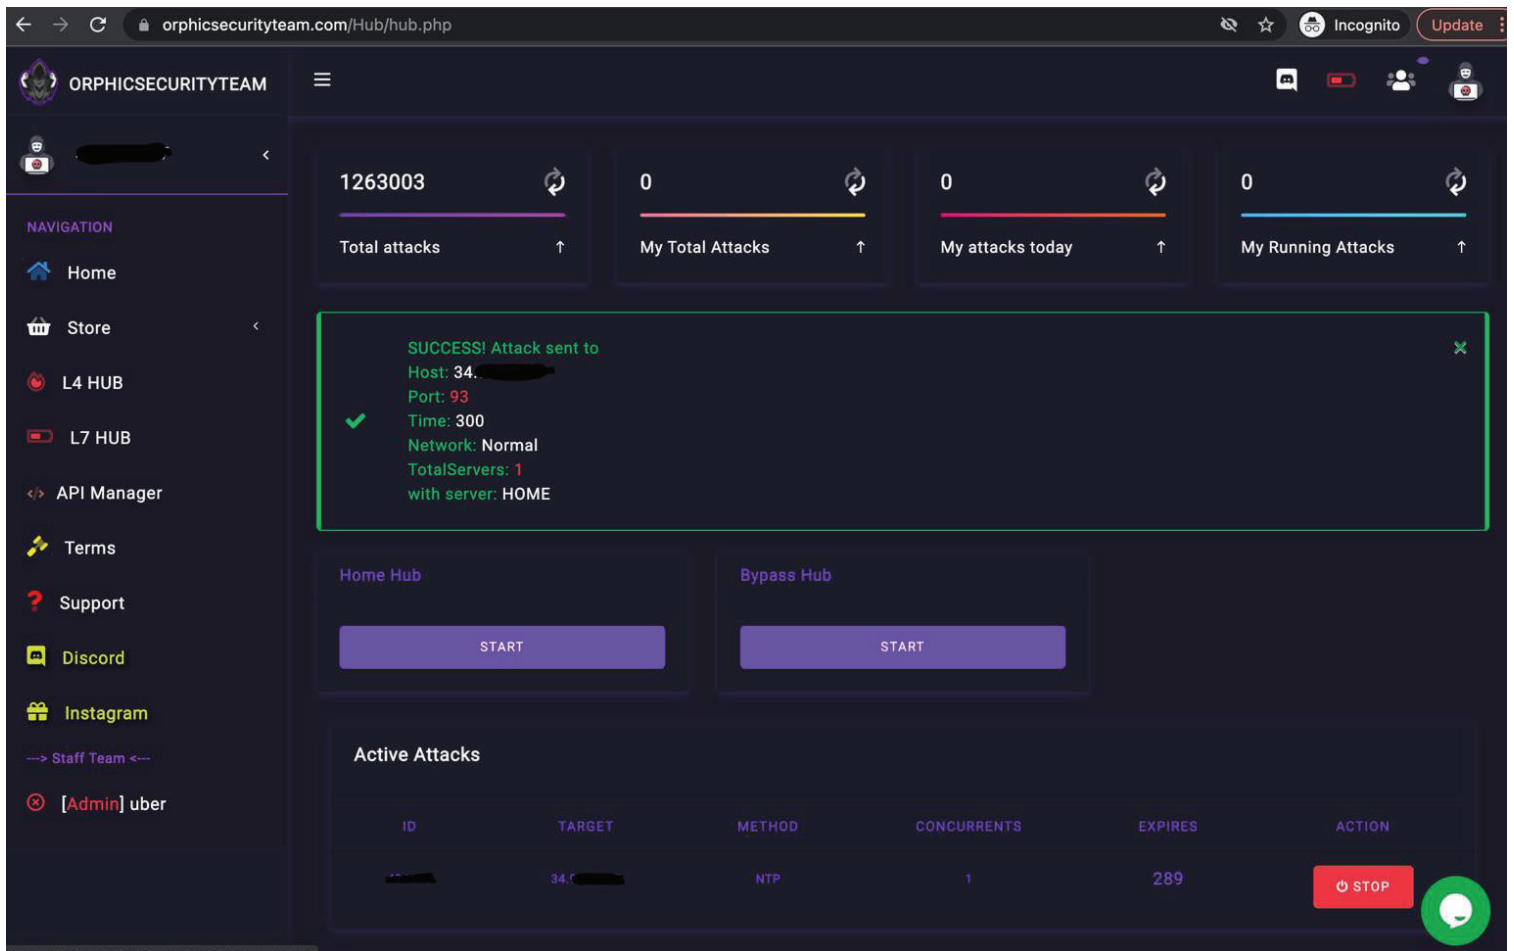 orphicsecurityteam.com/Hub/hub.php
Incognito
Update
ORPHICSECURITYTEAM
NAVIGATION
Home
Store
L4 HUB
L7 HUB
API Manager
Terms
Support
Discord
Instagram
---> Staff Team <---
[Admin] uber
1263003
Total attacks
0
My Total Attacks
0
My attacks today
0
My Running Attacks
SUCCESS! Attack sent to
Host: 34.
Port: 93
Time: 300
Network: Normal
TotalServers: 1
with server: HOME
Home Hub
START
Bypass Hub
START
Active Attacks
ID TARGET METHOD CONCURRENTS EXPIRES ACTION
34. NTP 1 289 STOP